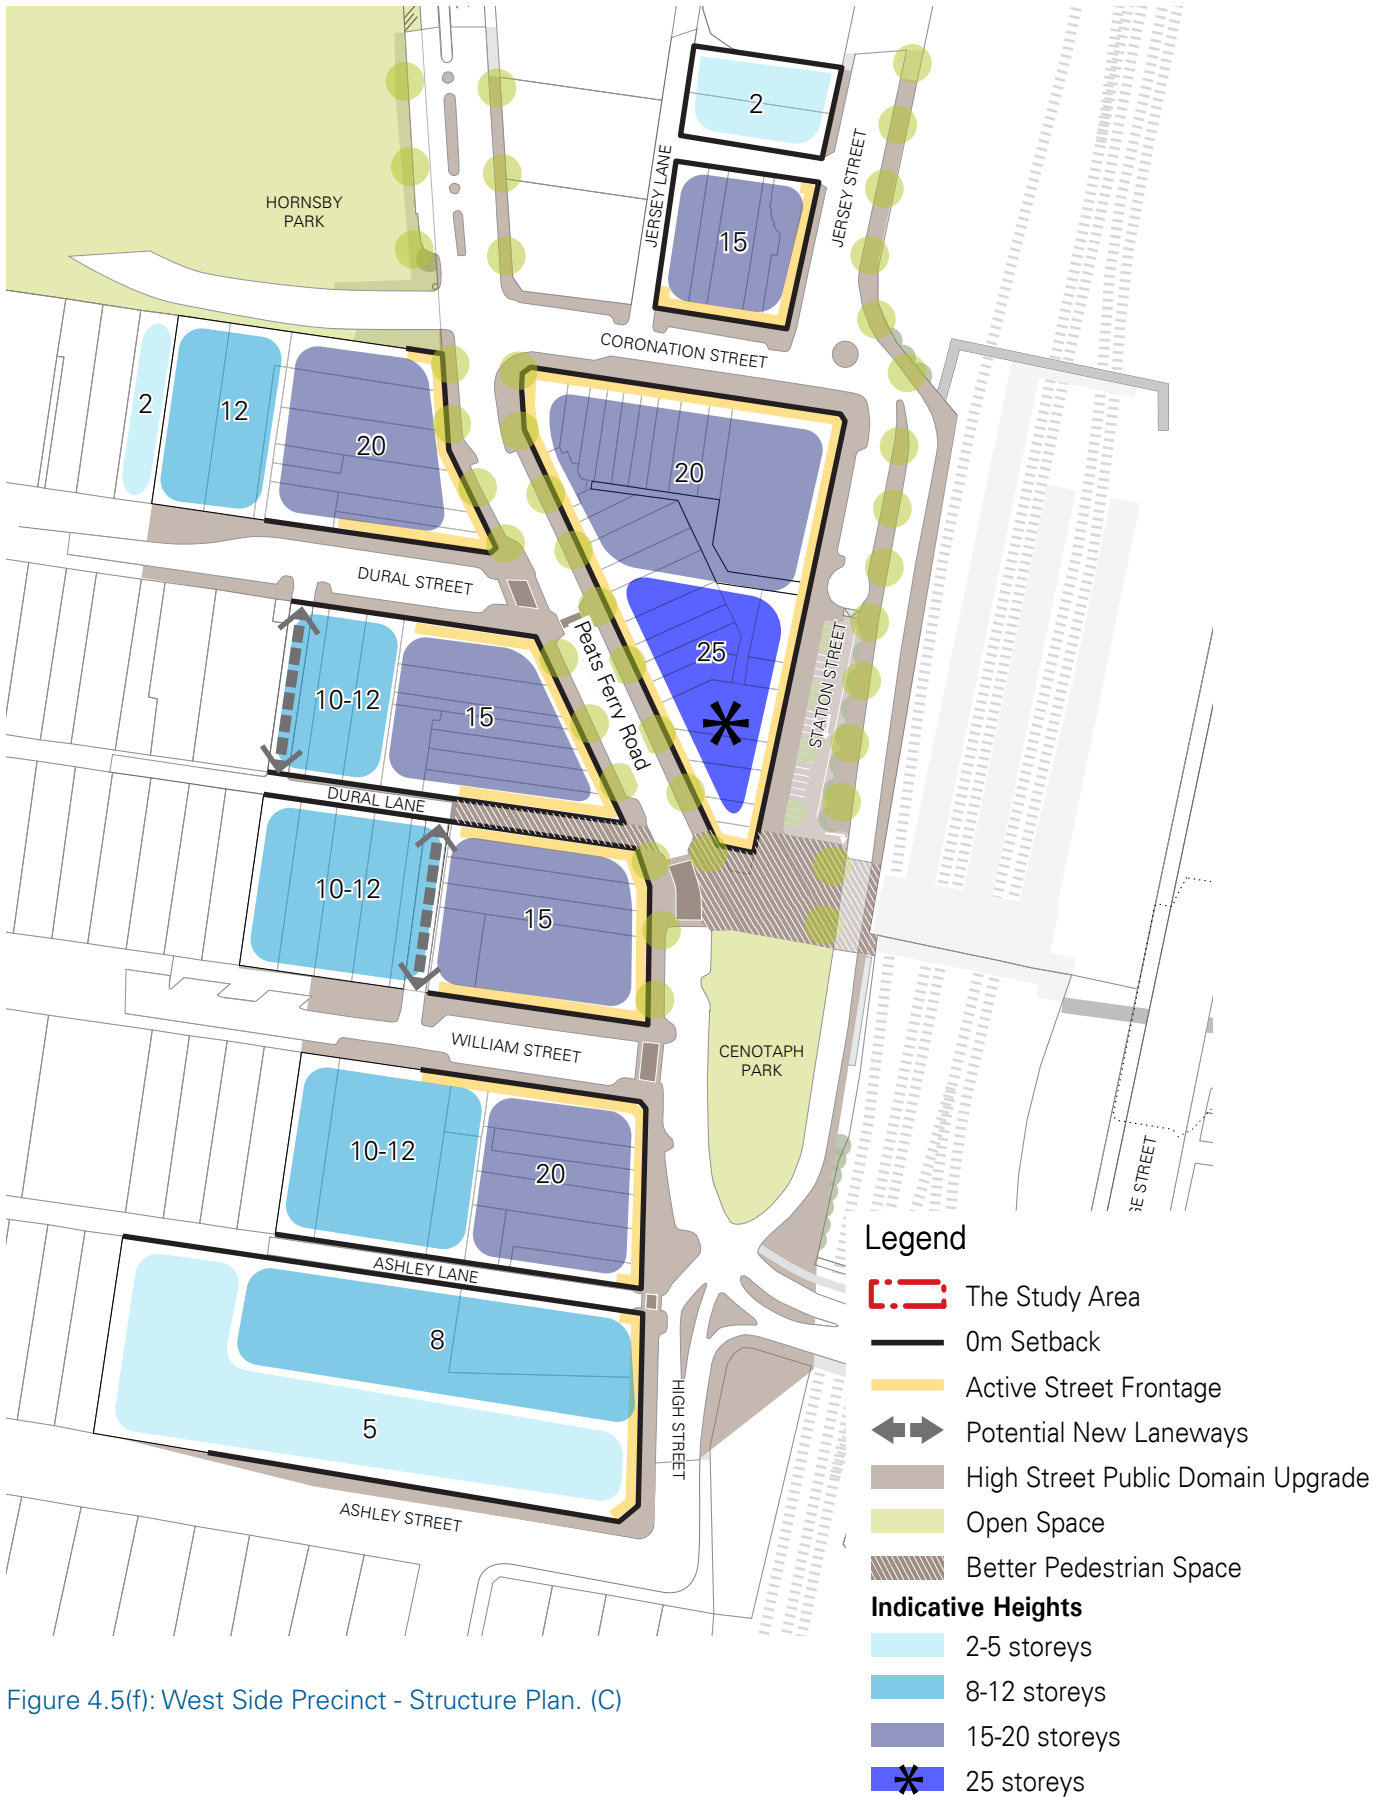 2
JERSEY LANE
JERSEY STREET
HORNSBY
PARK
15
CORONATION STREET
2
12
20
20
DURAL STREET
Peats Ferry Road
25
*
STATION STREET
10-12
15
DURAL LANE
10-12
15
WILLIAM STREET
CENOTAPH
PARK
10-12
20
GE STREET
ASHLEY LANE
8
5
HIGH STREET
ASHLEY STREET
Legend
The Study Area
0m Setback
Active Street Frontage
Potential New Laneways
High Street Public Domain Upgrade
Open Space
Better Pedestrian Space
Indicative Heights
2-5 storeys
8-12 storeys
15-20 storeys
* 25 storeys
Figure 4.5(f): West Side Precinct - Structure Plan. (C)